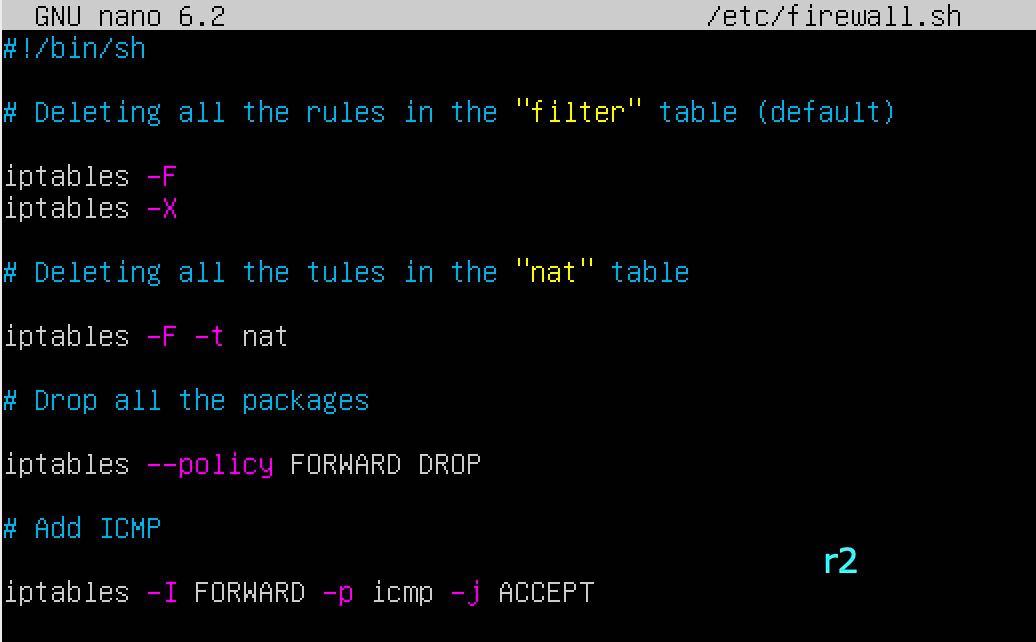 GNU nano 6.2 /etc/firewall.sh
#!/bin/sh
# Deleting all the rules in the "filter" table (default)
iptables -F
iptables -X
# Deleting all the tules in the "nat" table
iptables -F -t nat
# Drop all the packages
iptables --policy FORWARD DROP
# Add ICMP
r2
iptables -I FORWARD -p icmp -j ACCEPT